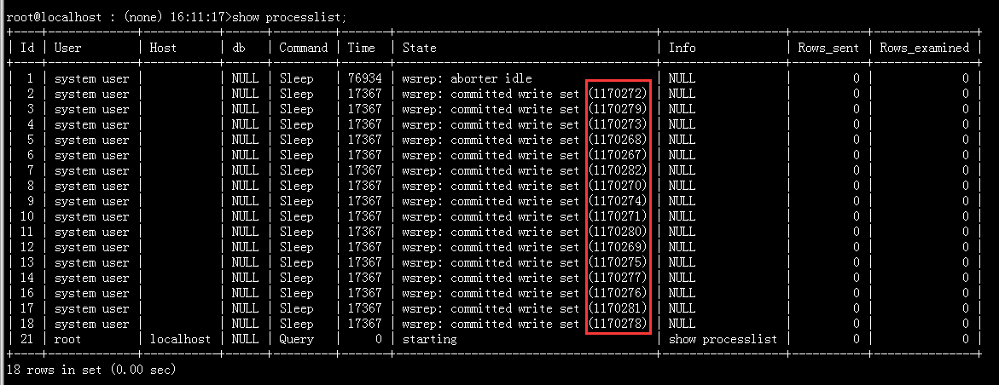 root@localhost : (none) 16:11:17>show processlist;
+----+-------------+-----------+------+---------+-------+--------------------------------------+------------------+-----------+---------------+
| Id | User        | Host      | db   | Command | Time  | State                                | Info             | Rows_sent | Rows_examined |
+----+-------------+-----------+------+---------+-------+--------------------------------------+------------------+-----------+---------------+
|  1 | system user |           | NULL | Sleep   | 76934 | wsrep: aborter idle                  | NULL             |         0 |             0 |
|  2 | system user |           | NULL | Sleep   | 17367 | wsrep: committed write set (1170272) | NULL             |         0 |             0 |
|  3 | system user |           | NULL | Sleep   | 17367 | wsrep: committed write set (1170279) | NULL             |         0 |             0 |
|  4 | system user |           | NULL | Sleep   | 17367 | wsrep: committed write set (1170273) | NULL             |         0 |             0 |
|  5 | system user |           | NULL | Sleep   | 17367 | wsrep: committed write set (1170268) | NULL             |         0 |             0 |
|  6 | system user |           | NULL | Sleep   | 17367 | wsrep: committed write set (1170267) | NULL             |         0 |             0 |
|  7 | system user |           | NULL | Sleep   | 17367 | wsrep: committed write set (1170282) | NULL             |         0 |             0 |
|  8 | system user |           | NULL | Sleep   | 17367 | wsrep: committed write set (1170270) | NULL             |         0 |             0 |
|  9 | system user |           | NULL | Sleep   | 17367 | wsrep: committed write set (1170274) | NULL             |         0 |             0 |
| 10 | system user |           | NULL | Sleep   | 17367 | wsrep: committed write set (1170271) | NULL             |         0 |             0 |
| 11 | system user |           | NULL | Sleep   | 17367 | wsrep: committed write set (1170280) | NULL             |         0 |             0 |
| 12 | system user |           | NULL | Sleep   | 17367 | wsrep: committed write set (1170269) | NULL             |         0 |             0 |
| 13 | system user |           | NULL | Sleep   | 17367 | wsrep: committed write set (1170275) | NULL             |         0 |             0 |
| 14 | system user |           | NULL | Sleep   | 17367 | wsrep: committed write set (1170277) | NULL             |         0 |             0 |
| 16 | system user |           | NULL | Sleep   | 17367 | wsrep: committed write set (1170276) | NULL             |         0 |             0 |
| 17 | system user |           | NULL | Sleep   | 17367 | wsrep: committed write set (1170281) | NULL             |         0 |             0 |
| 18 | system user |           | NULL | Sleep   | 17367 | wsrep: committed write set (1170278) | NULL             |         0 |             0 |
| 21 | root        | localhost | NULL | Query   |     0 | starting                             | show processlist |         0 |             0 |
+----+-------------+-----------+------+---------+-------+--------------------------------------+------------------+-----------+---------------+
18 rows in set (0.00 sec)